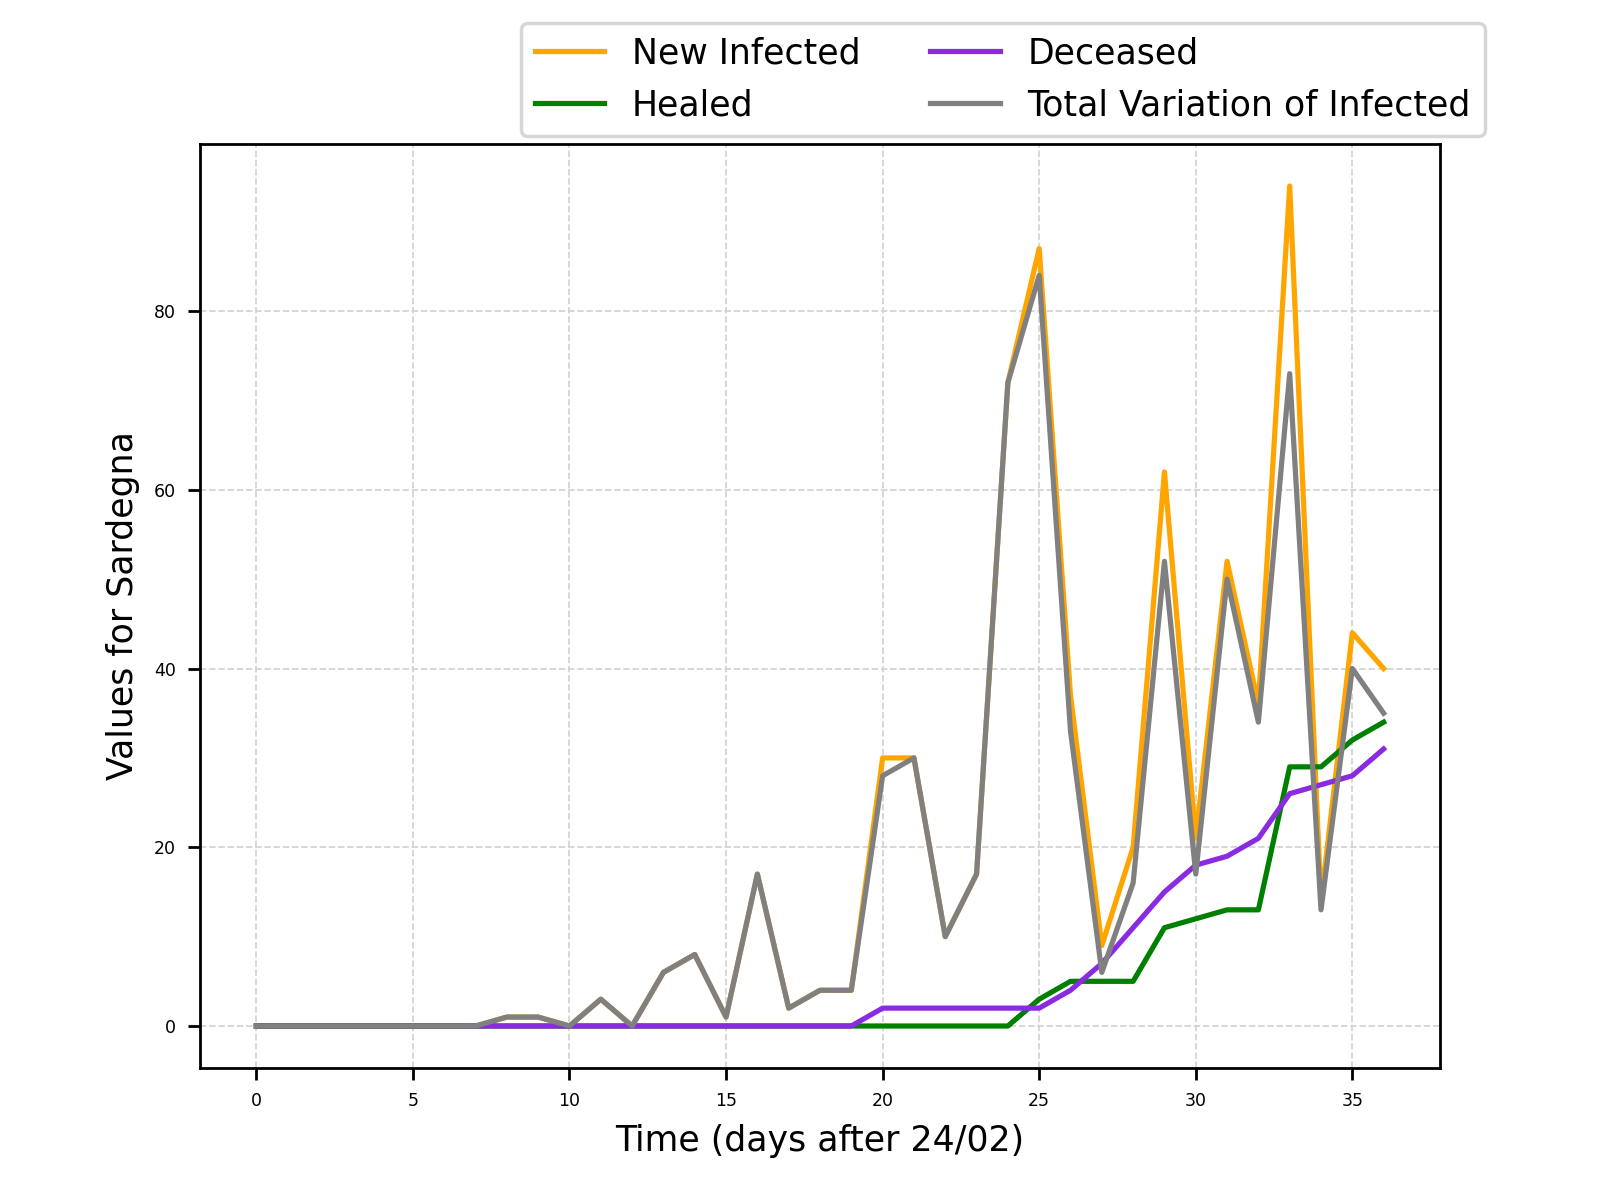 New Infected
Healed
Deceased
Total Variation of Infected
Values for Sardegna
80
60
40
20
0
0 5 10 15 20 25 30 35
Time (days after 24/02)